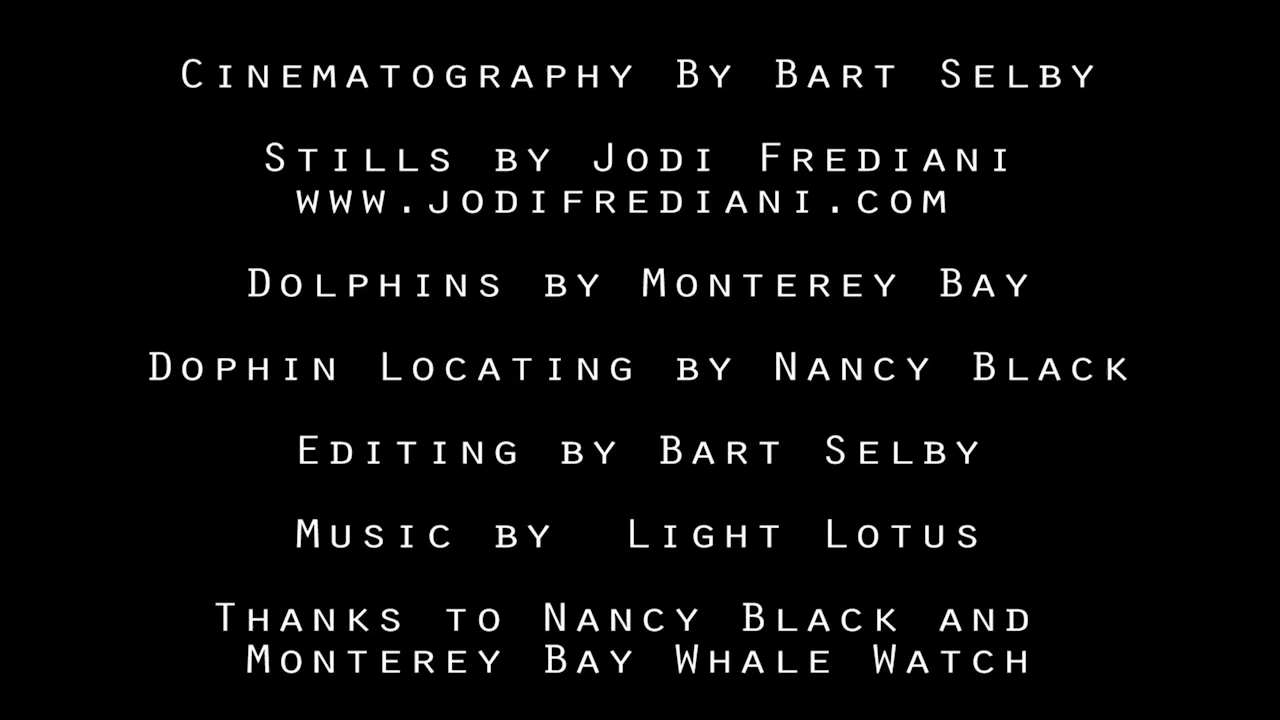 Cinematography By Bart Selby
Stills by Jodi Frediani
www.jodifrediani.com
Dolphins by Monterey Bay
Dophin Locating by Nancy Black
Editing by Bart Selby
Music by  Light Lotus
Thanks to Nancy Black and
Monterey Bay Whale Watch